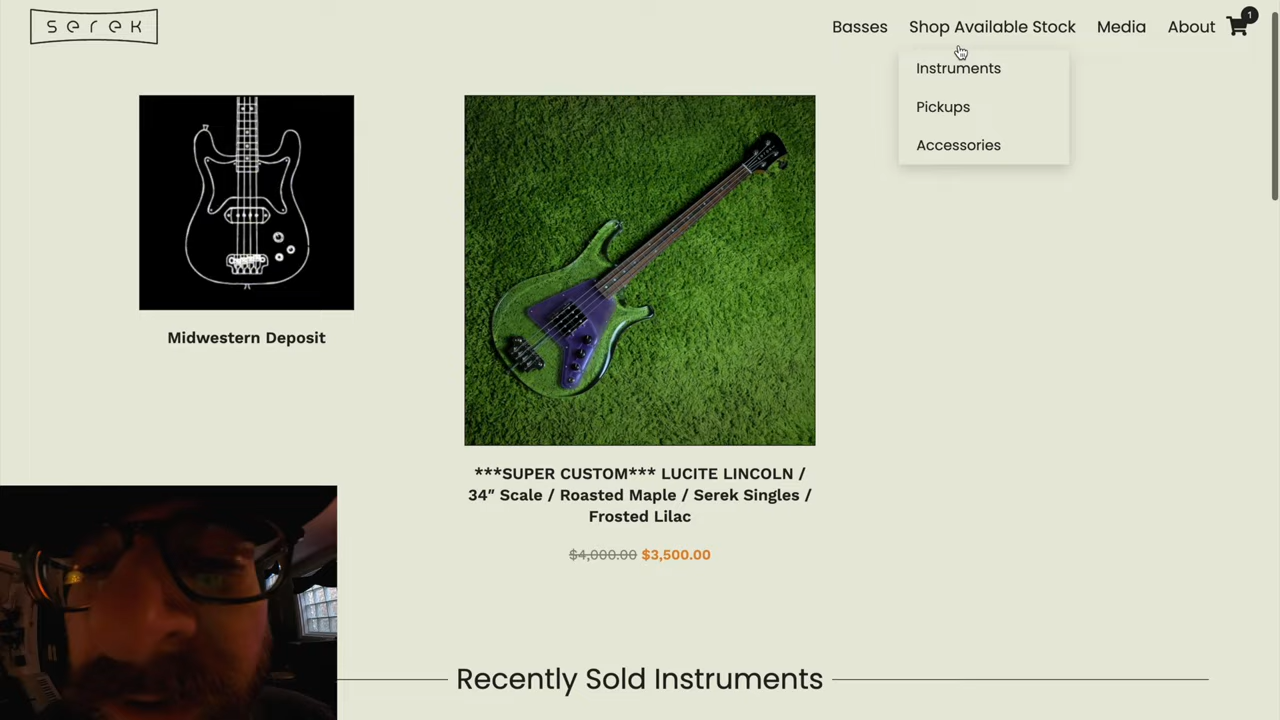 serek
Basses
Shop Available Stock
Media
About
1
Instruments
Pickups
Accessories
Midwestern Deposit
***SUPER CUSTOM*** LUCITE LINCOLN /
34" Scale / Roasted Maple / Serek Singles /
Frosted Lilac
$4,000.00 $3,500.00
Recently Sold Instruments